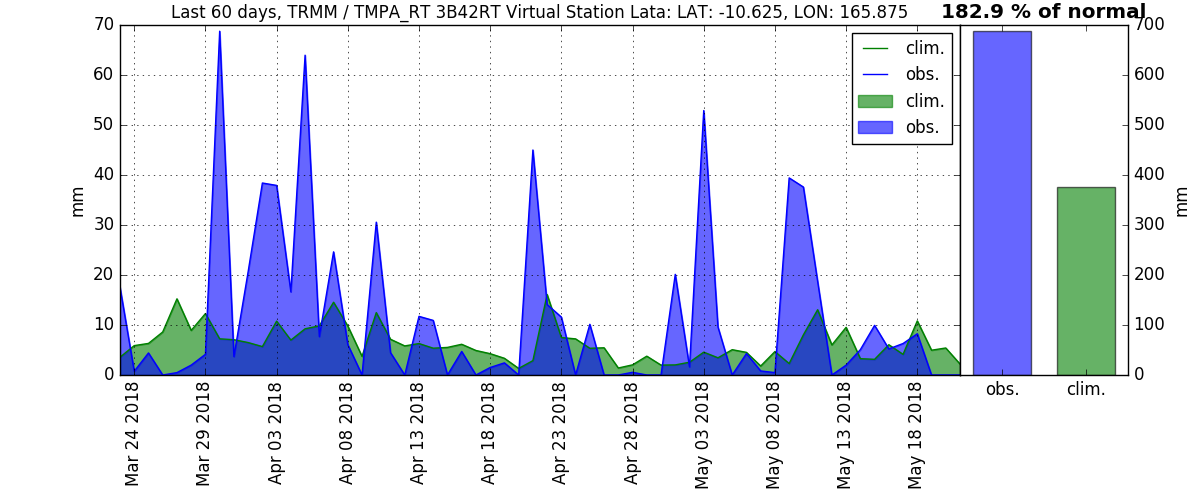 Last 60 days, TRMM / TMPA_RT 3B42RT Virtual Station Lata: LAT: -10.625, LON: 165.875
182.9 % of normal
mm
70
60
50
40
30
20
10
0
clim.
obs.
clim.
obs.
Mar 24 2018
Mar 29 2018
Apr 03 2018
Apr 08 2018
Apr 13 2018
Apr 18 2018
Apr 23 2018
Apr 28 2018
May 03 2018
May 08 2018
May 13 2018
May 18 2018
obs.
clim.
700
600
500
400
300
200
100
0
mm